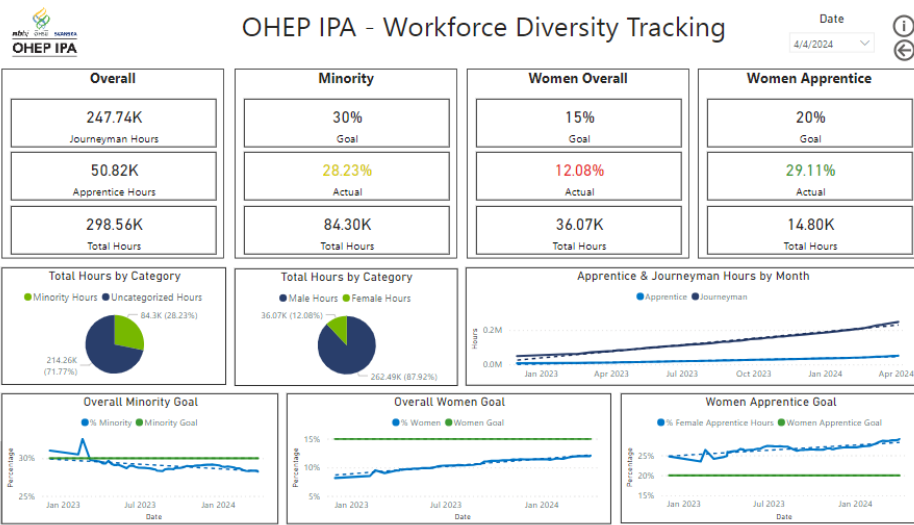 OHEP IPA
OHEP IPA - Workforce Diversity Tracking
Date
4/4/2024
Overall
247.74K
Journeyman Hours
50.82K
Apprentice Hours
298.56K
Total Hours
Minority
30%
Goal
28.23%
Actual
84.30K
Total Hours
Women Overall
15%
Goal
12.08%
Actual
36.07K
Total Hours
Women Apprentice
20%
Goal
29.11%
Actual
14.80K
Total Hours
Total Hours by Category
Minority Hours Uncategorized Hours
84.3K (28.23%)
214.26K
(71.77%)
Total Hours by Category
Male Hours Female Hours
36.07K (12.08%)
262.49K (87.92%)
Apprentice & Journeyman Hours by Month
Apprentice Journeyman
Hours
0.2M
0.0M
Jan 2023 Apr 2023 Jul 2023 Oct 2023 Jan 2024 Apr 2024
Overall Minority Goal
% Minority Minority Goal
Percentage
30%
25%
Jan 2023 Jul 2023 Jan 2024
Date
Overall Women Goal
% Women Women Goal
Percentage
15%
10%
5%
Jan 2023 Jul 2023 Jan 2024
Date
Women Apprentice Goal
% Female Apprentice Hours Women Apprentice Goal
Percentage
25%
20%
15%
Jan 2023 Jul 2023 Jan 2024
Date